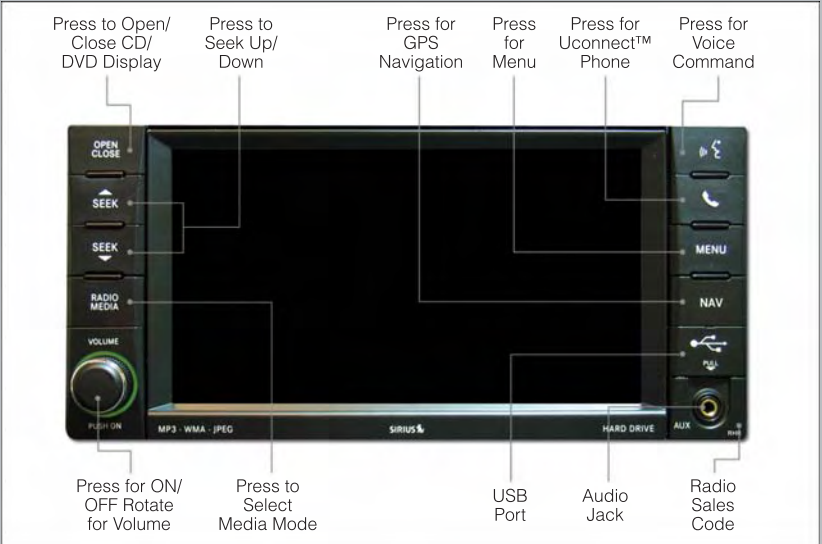 Press to Open/
Close CD/
DVD Display
Press to
Seek Up/
Down
Press for
GPS
Navigation
Press
for
Menu
Press for
Uconnect™
Phone
Press for
Voice
Command
OPEN
CLOSE
SEEK
SEEK
RADIO
MEDIA
VOLUME
PUSH ON
MP3 - WMA - JPEG
SIRIUS
HARD DRIVE
MENU
NAV
PULL
AUX
RHR
Press for ON/
OFF Rotate
for Volume
Press to
Select
Media Mode
USB
Port
Audio
Jack
Radio
Sales
Code